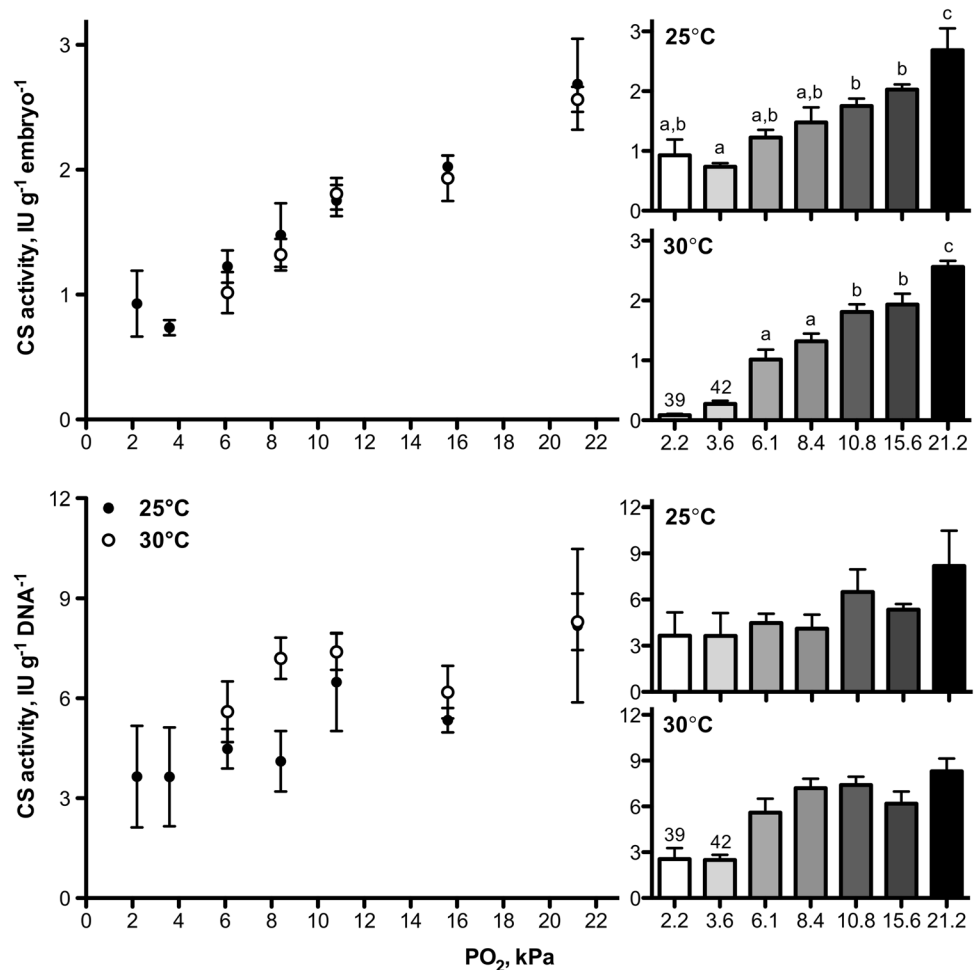 CS activity, IU g⁻¹ embryo⁻¹
3
2
1
0
0 2 4 6 8 10 12 14 16 18 20 22
25°C
a,b a a,b a,b b b c
3
2
1
0
30°C
39 42 a a b b c
3
2
1
0
2.2 3.6 6.1 8.4 10.8 15.6 21.2
CS activity, IU g⁻¹ DNA⁻¹
25°C
30°C
12
9
6
3
0
0 2 4 6 8 10 12 14 16 18 20 22
25°C
12
9
6
3
0
30°C
39 42
12
9
6
3
0
2.2 3.6 6.1 8.4 10.8 15.6 21.2
PO₂, kPa